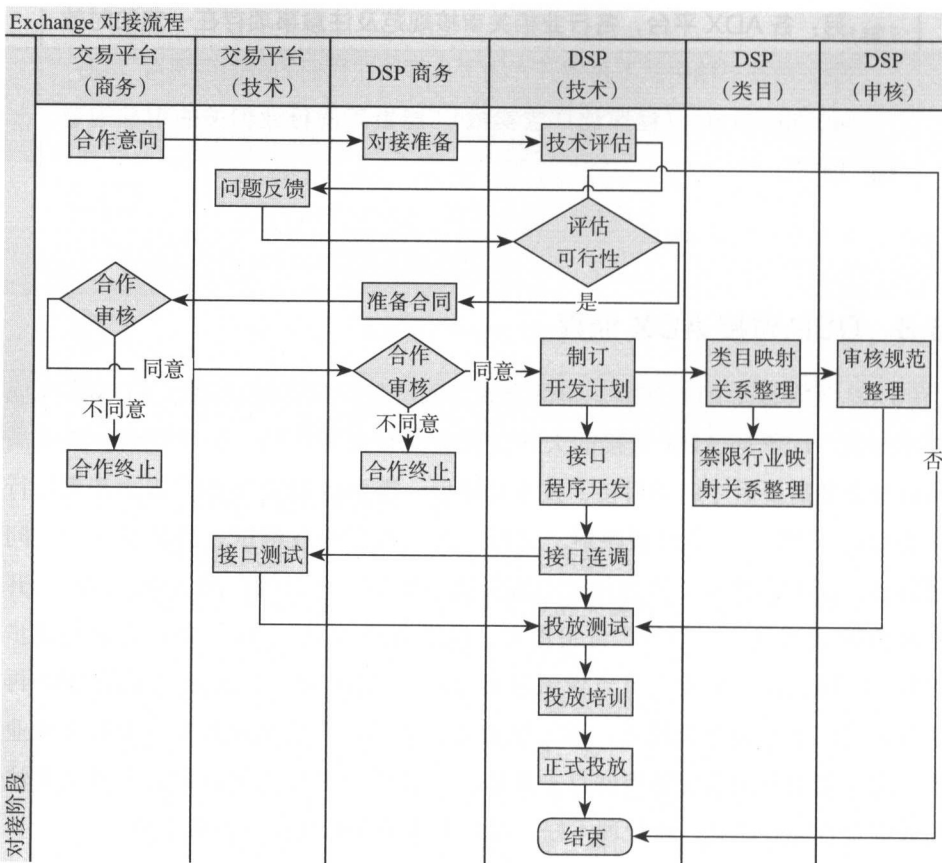 Exchange 对接流程
交易平台
（商务）
交易平台
（技术）
DSP 商务
DSP
（技术）
DSP
（类目）
DSP
（审核）
合作意向
对接准备
技术评估
问题反馈
评估
可行性
合作
审核
准备合同
是
同意
合作
审核
同意
制订
开发计划
类目映射
关系整理
审核规范
整理
不同意
不同意
合作终止
合作终止
接口
程序开发
禁限行业映
射关系整理
否
接口测试
接口连调
投放测试
投放培训
正式投放
结束
对接阶段